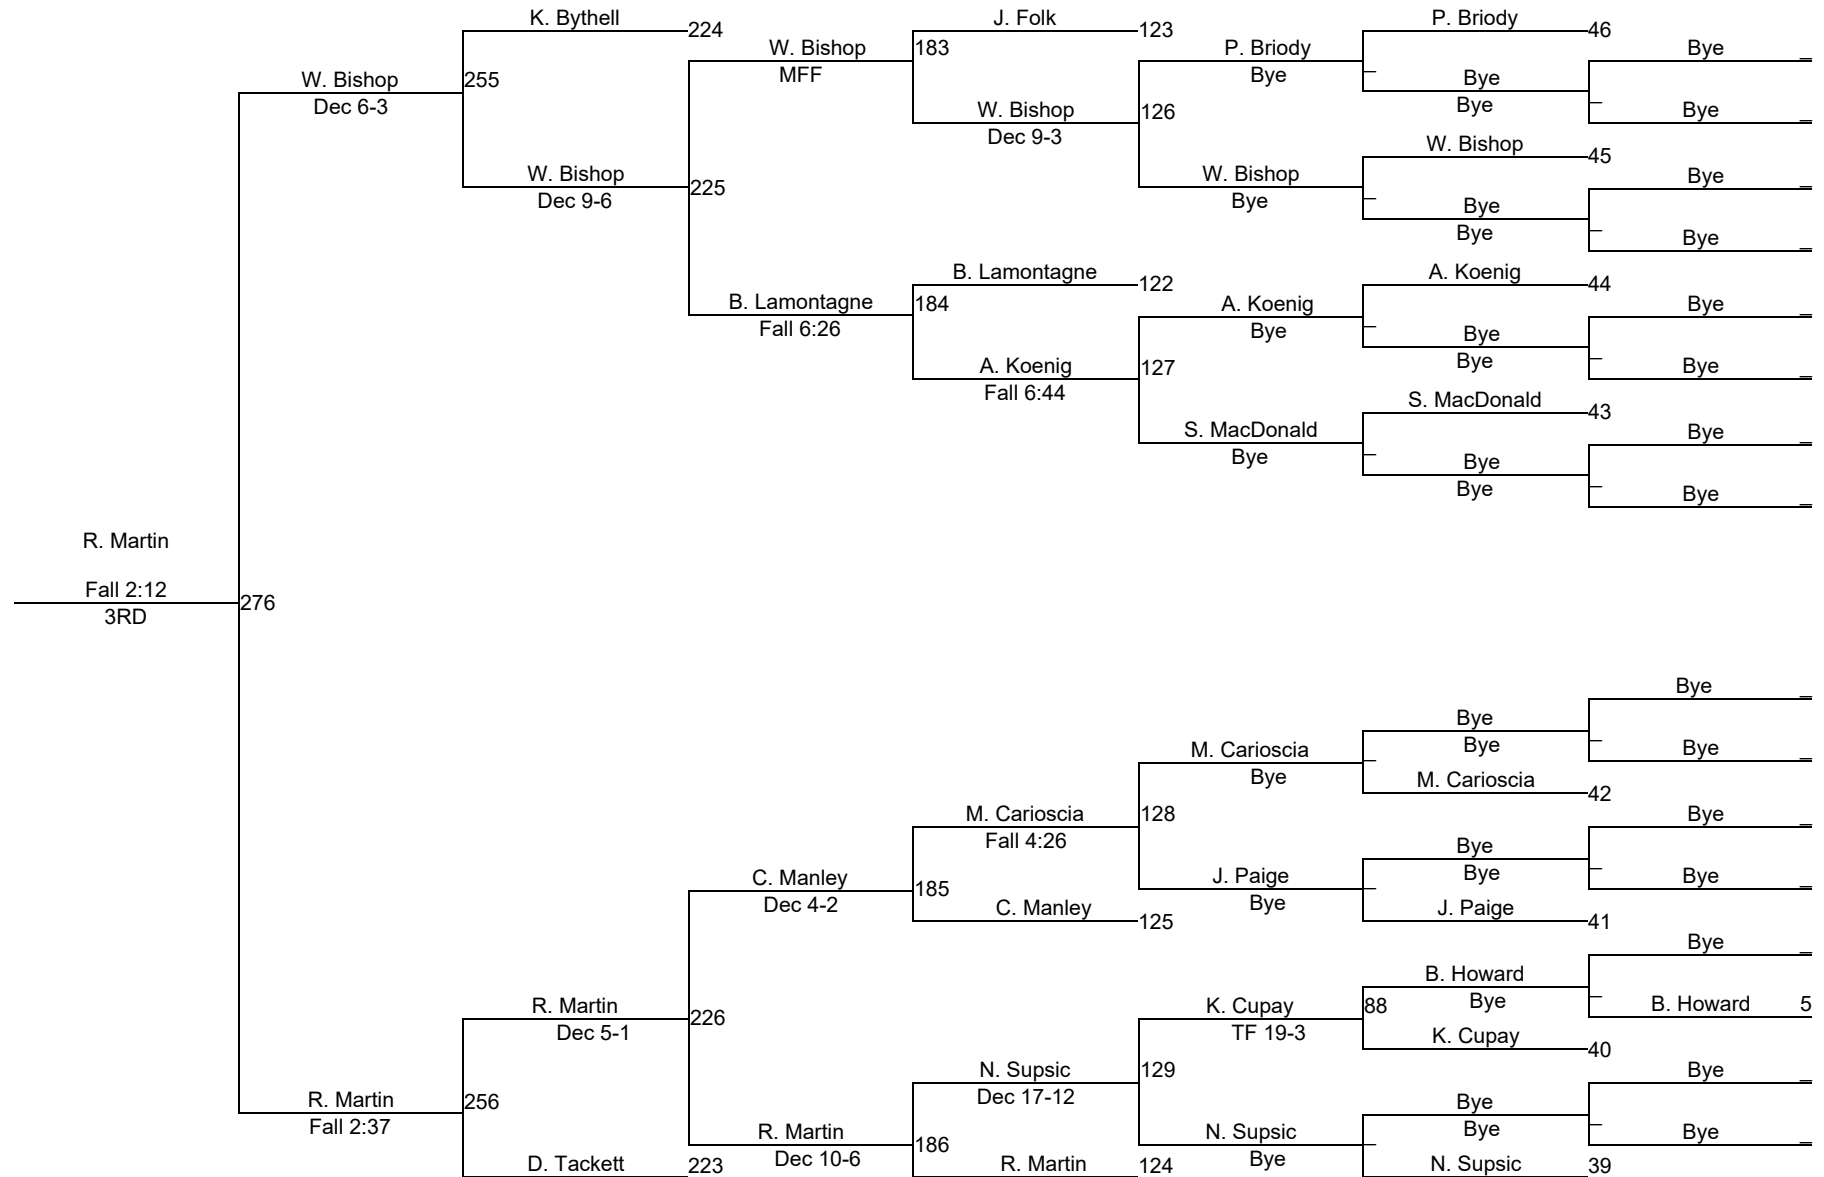 K. Bythell 224
J. Folk 123
P. Briody 46
W. Bishop 183
P. Briody
Bye _
W. Bishop 255
MFF
Bye
_ Bye
Dec 6-3
W. Bishop 126
Bye
_ Bye _
Dec 9-3
W. Bishop 45
W. Bishop 225
W. Bishop
Bye _
Dec 9-6
Bye
_ Bye
Bye
_ Bye _
B. Lamontagne 122
A. Koenig 44
B. Lamontagne 184
A. Koenig
Bye _
Fall 6:26
Bye
_ Bye
A. Koenig 127
Bye
_ Bye _
Fall 6:44
S. MacDonald 43
S. MacDonald
Bye _
Bye
_ Bye
Bye
_ Bye _
R. Martin
Fall 2:12
276
3RD
Bye _
Bye
M. Carioscia
Bye
_ Bye _
Bye
_ M. Carioscia 42
M. Carioscia 128
Bye _
Fall 4:26
Bye
C. Manley 185
J. Paige
Bye
_ Bye _
Dec 4-2
Bye
_ J. Paige 41
C. Manley 125
Bye _
B. Howard
R. Martin 226
K. Cupay 88
Bye
_ B. Howard 5
Dec 5-1
TF 19-3
K. Cupay 40
N. Supsic 129
Bye _
Dec 17-12
R. Martin 256
Bye
Fall 2:37
R. Martin 186
N. Supsic
Bye
_ Bye _
Dec 10-6
Bye
_
D. Tackett 223
R. Martin 124
N. Supsic 39